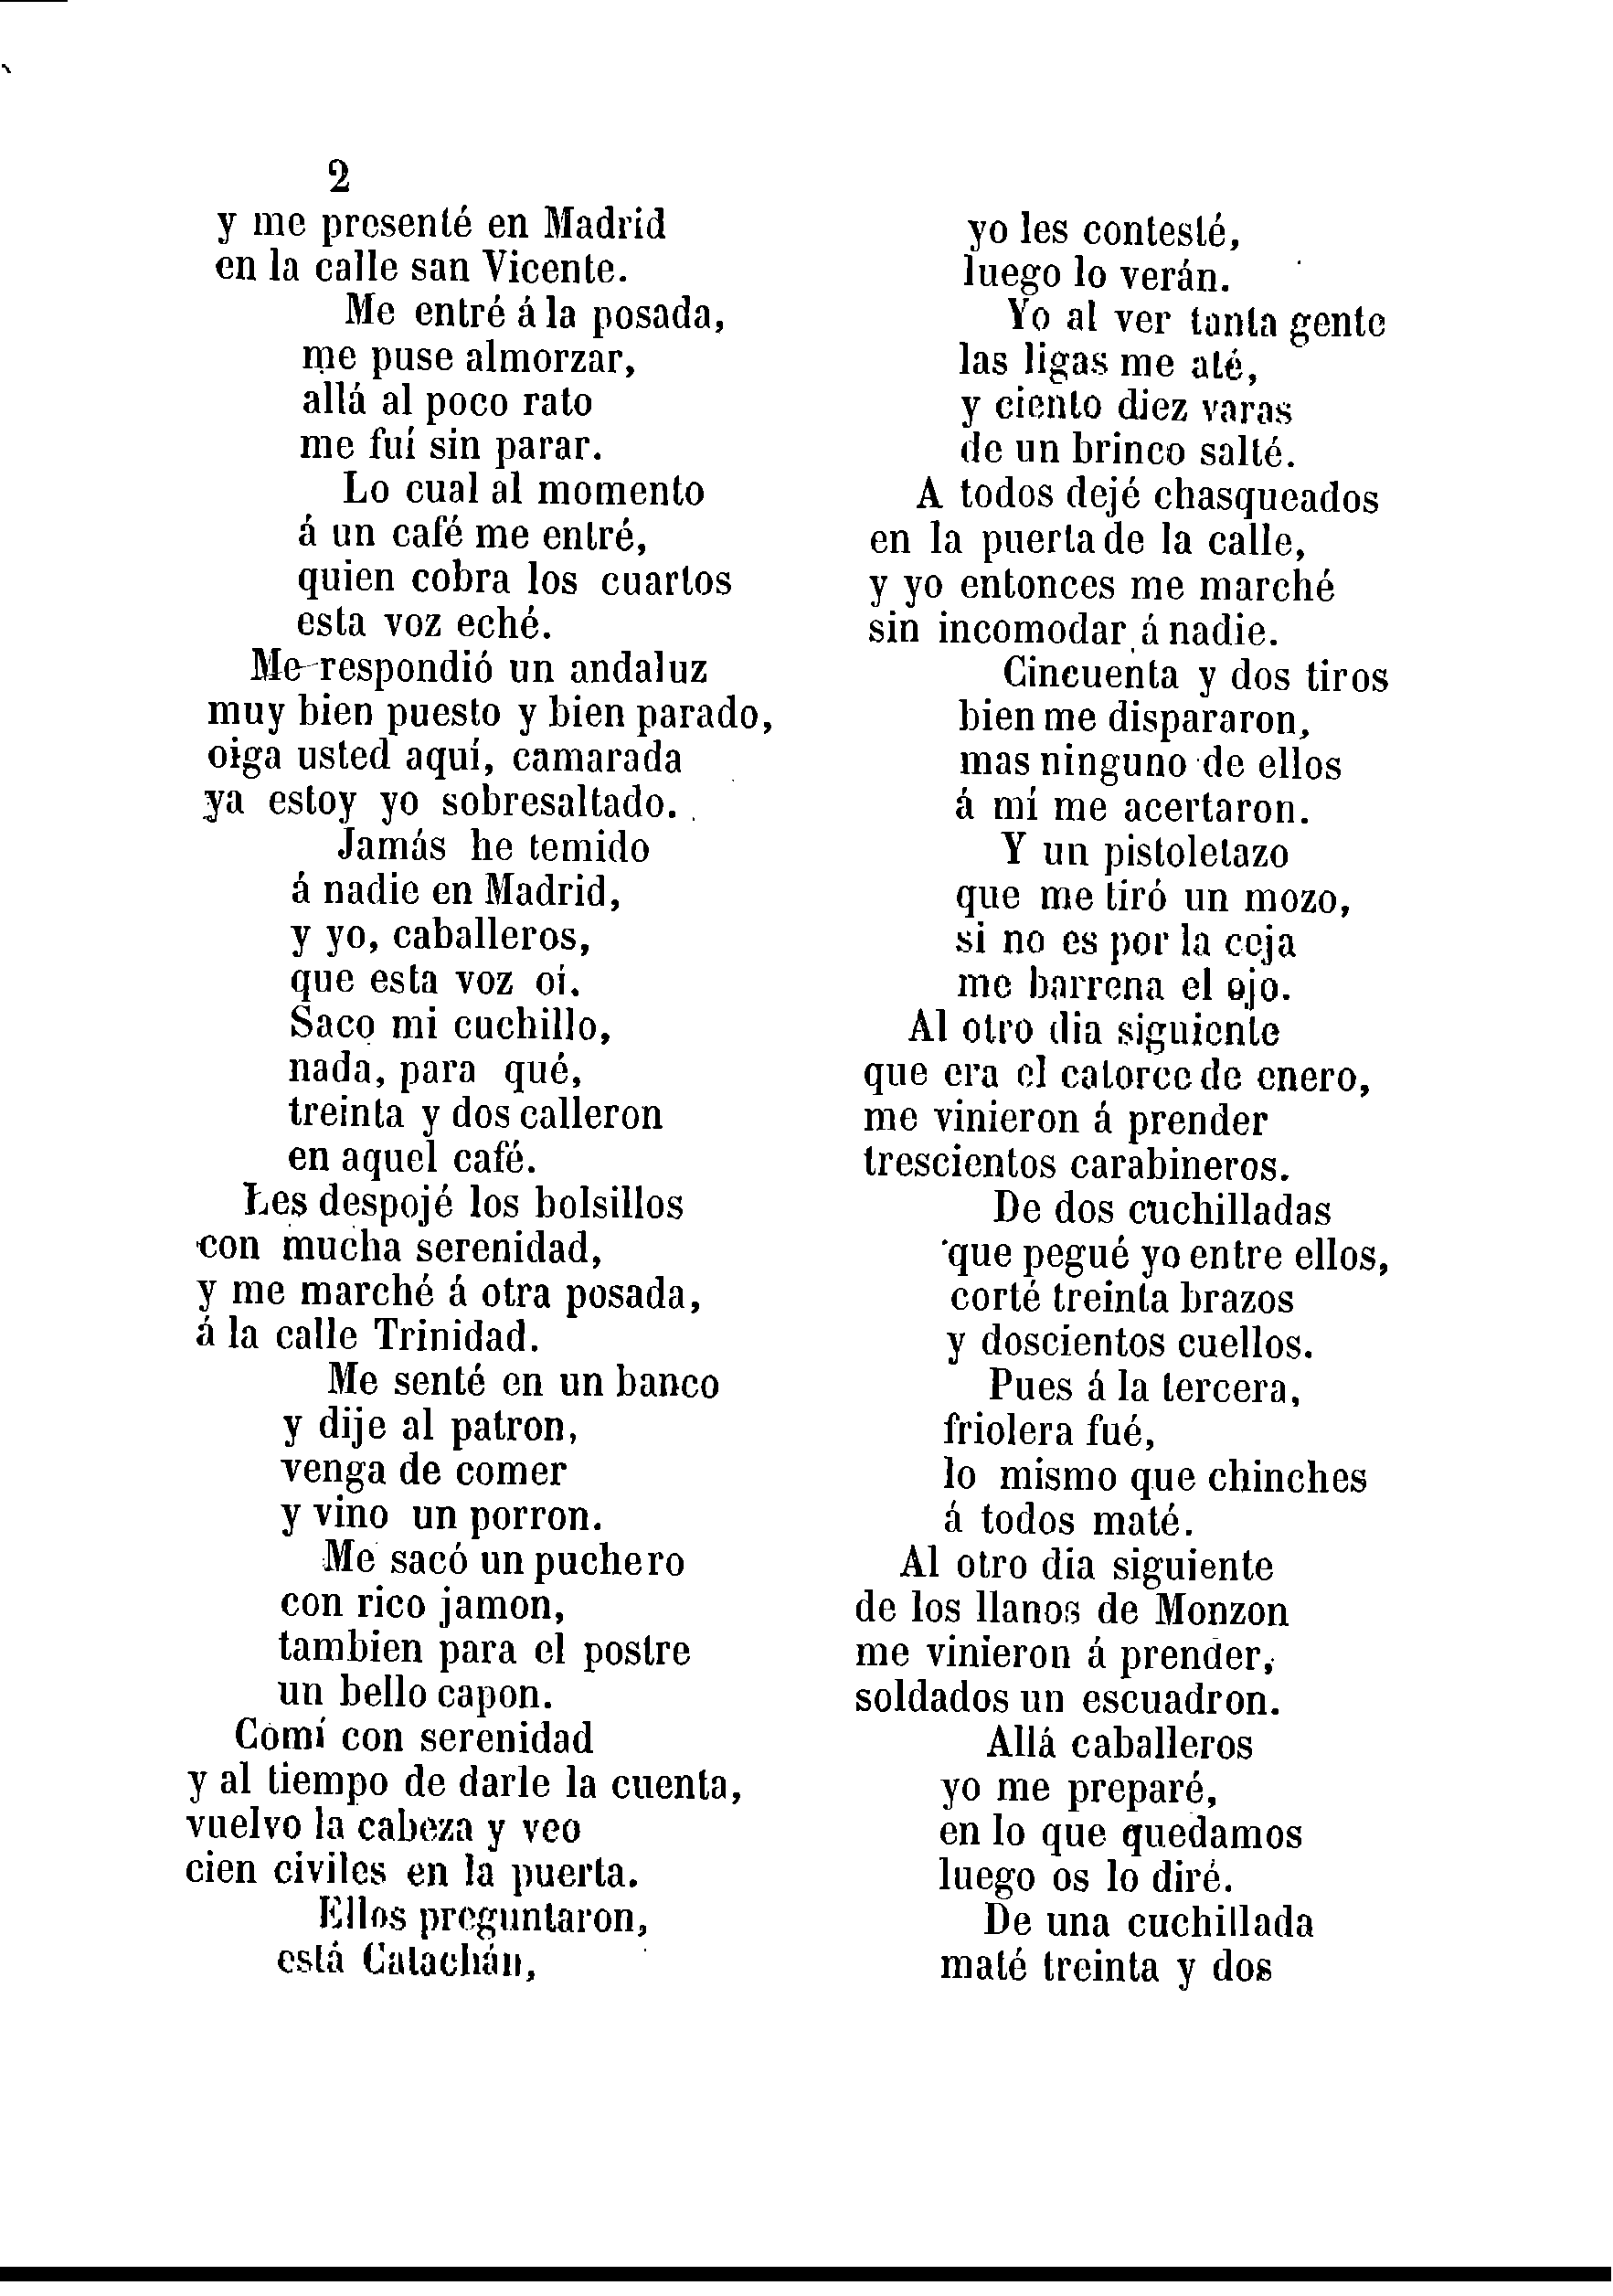 2
y me presenté en Madrid
en la calle san Vicente.
Me entré á la posada,
me puse almorzar,
allá al poco rato
me fuí sin parar.
Lo cual al momento
á un café me entré,
quien cobra los cuartos
esta voz eché.
Me respondió un andaluz
muy bien puesto y bien parado,
oiga usted aquí, camarada
ya estoy yo sobresaltado.
Jamás he temido
á nadie en Madrid,
y yo, caballeros,
que esta voz oí.
Saco mi cuchillo,
nada, para qué,
treinta y dos calleron
en aquel café.
Les despojé los bolsillos
con mucha serenidad,
y me marché á otra posada,
á la calle Trinidad.
Me senté en un banco
y dije al patron,
venga de comer
y vino un porron.
Me sacó un puchero
con rico jamon,
tambien para el postre
un bello capon.
Comí con serenidad
y al tiempo de darle la cuenta,
vuelvo la cabeza y veo
cien civiles en la puerta.
Ellos preguntaron,
está Catachán,
yo les contesté,
luego lo verán.
Yo al ver tanta gente
las ligas me até,
y ciento diez varas
de un brinco salté.
A todos dejé chasqueados
en la puerta de la calle,
y yo entonces me marché
sin incomodar á nadie.
Cincuenta y dos tiros
bien me dispararon,
mas ninguno de ellos
á mí me acertaron.
Y un pistoletazo
que me tiró un mozo,
si no es por la ceja
me barrena el ojo.
Al otro dia siguiente
que era el catorce de enero,
me vinieron á prender
trescientos carabineros.
De dos cuchilladas
que pegué yo entre ellos,
corté treinta brazos
y doscientos cuellos.
Pues á la tercera,
friolera fué,
lo mismo que chinches
á todos maté.
Al otro dia siguiente
de los llanos de Monzon
me vinieron á prender,
soldados un escuadron.
Allá caballeros
yo me preparé,
en lo que quedamos
luego os lo diré.
De una cuchillada
maté treinta y dos